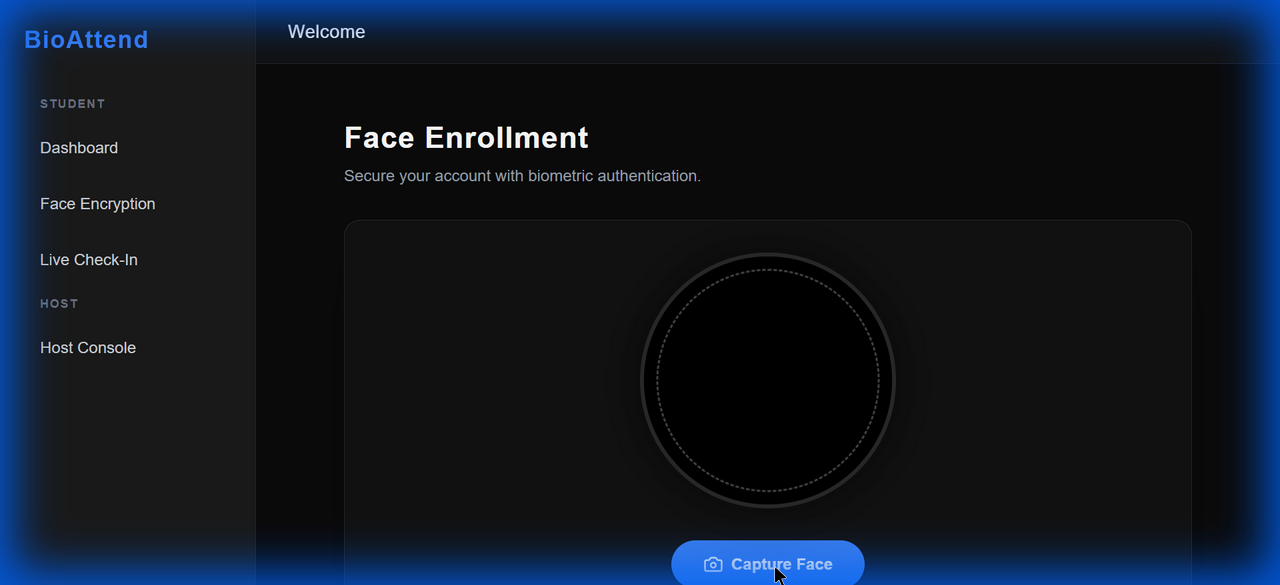 BioAttend
STUDENT
Dashboard
Face Encryption
Live Check-In
HOST
Host Console
Welcome
Face Enrollment
Secure your account with biometric authentication.
Capture Face